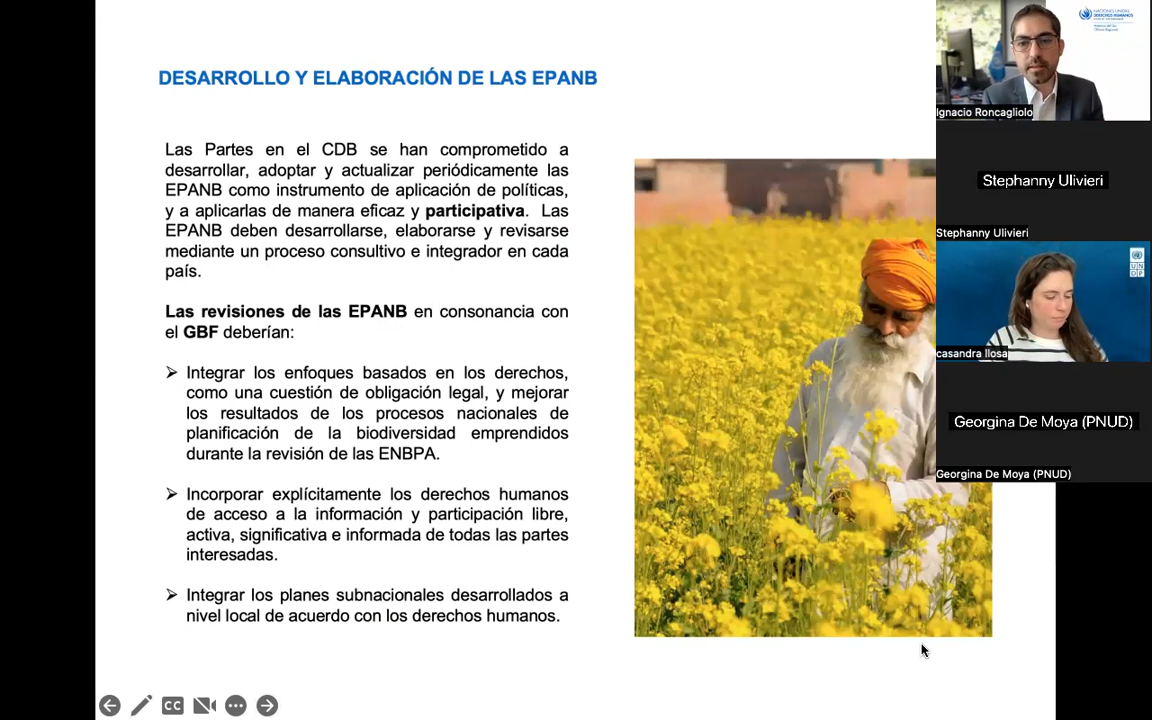 DESARROLLO Y ELABORACIÓN DE LAS EPANB
Las Partes en el CDB se han comprometido a
desarrollar, adoptar y actualizar periódicamente las
EPANB como instrumento de aplicación de políticas,
y a aplicarlas de manera eficaz y participativa. Las
EPANB deben desarrollarse, elaborarse y revisarse
mediante un proceso consultivo e integrador en cada
país.
Las revisiones de las EPANB en consonancia con
el GBF deberían:
➢ Integrar los enfoques basados en los derechos,
como una cuestión de obligación legal, y mejorar
los resultados de los procesos nacionales de
planificación de la biodiversidad emprendidos
durante la revisión de las ENBPA.
➢ Incorporar explícitamente los derechos humanos
de acceso a la información y participación libre,
activa, significativa e informada de todas las partes
interesadas.
➢ Integrar los planes subnacionales desarrollados a
nivel local de acuerdo con los derechos humanos.
CC
NACIONES UNIDAS
DERECHOS HUMANOS
Ignacio Roncagliolo
Stephanny Ulivieri
Stephanny Ulivieri
U N
D P
casandra llosa
Georgina De Moya (PNUD)
Georgina De Moya (PNUD)